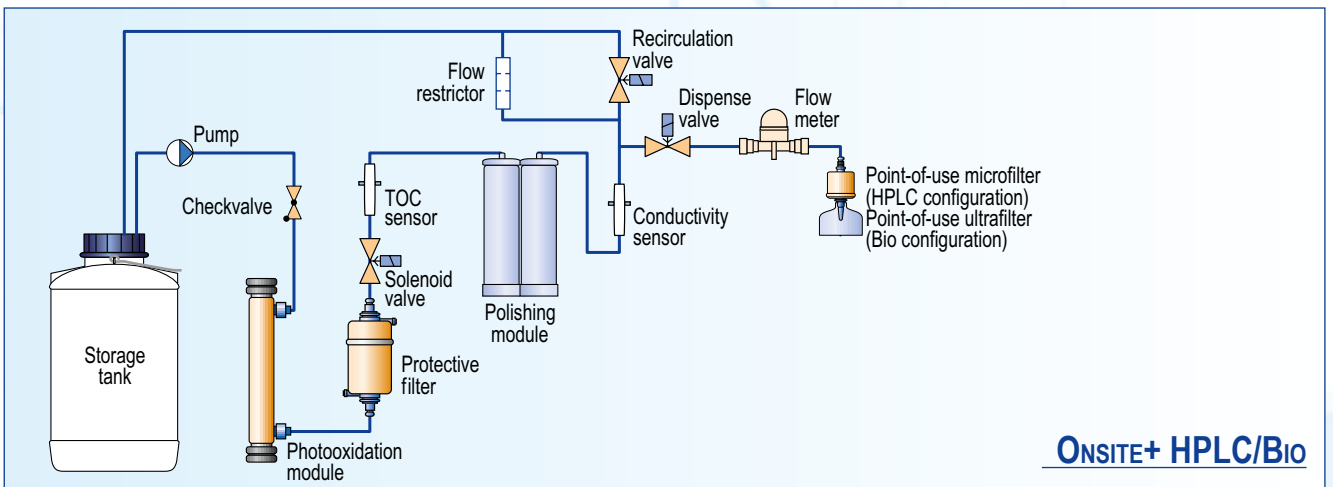 Recirculation
valve
Flow
restrictor
Dispense
valve
Flow
meter
Pump
Checkvalve
TOC
sensor
Conductivity
sensor
Point-of-use microfilter
(HPLC configuration)
Point-of-use ultrafilter
(Bio configuration)
Solenoid
valve
Polishing
module
Storage
tank
Protective
filter
Photooxidation
module
ONSITE+ HPLC/BIO